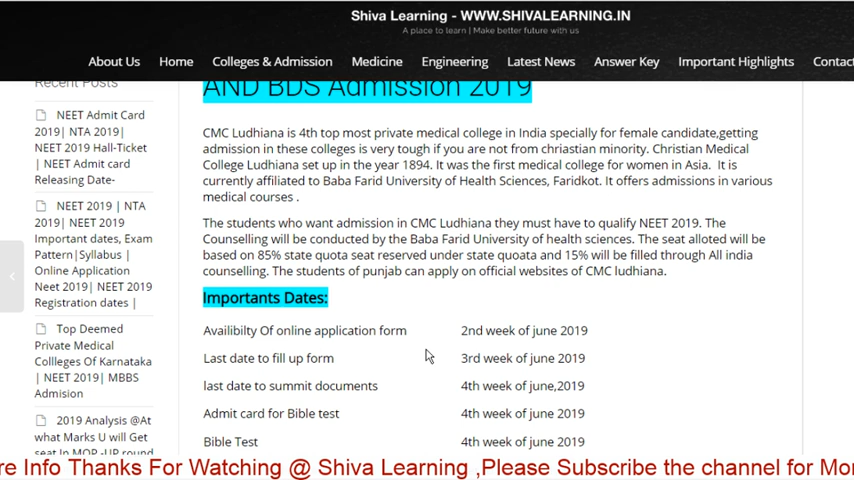 Shiva Learning - WWW.SHIVALEARNING.IN
A place to learn | Make better future with us
About Us Home Colleges & Admission Medicine Engineering Latest News Answer Key Important Highlights Contac
Recent Posts
NEET Admit Card
2019| NTA 2019|
NEET 2019 Hall-Ticket
| NEET Admit card
Releasing Date-
NEET 2019 | NTA
2019| NEET 2019
Important dates, Exam
Pattern|Syllabus |
Online Application
Neet 2019| NEET 2019
Registration dates |
Top Deemed
Private Medical
Collleges Of Karnataka
| NEET 2019| MBBS
Admision
2019 Analysis @At
what Marks U will Get
seat In MOP -UP round
AND BDS Admission 2019
CMC Ludhiana is 4th top most private medical college in India specially for female candidate,getting
admission in these colleges is very tough if you are not from chriastian minority. Christian Medical
College Ludhiana set up in the year 1894. It was the first medical college for women in Asia. It is
currently affiliated to Baba Farid University of Health Sciences, Faridkot. It offers admissions in various
medical courses .
The students who want admission in CMC Ludhiana they must have to qualify NEET 2019. The
Counselling will be conducted by the Baba Farid University of health sciences. The seat alloted will be
based on 85% state quota seat reserved under state quoata and 15% will be filled through All india
counselling. The students of punjab can apply on official websites of CMC ludhiana.
Importants Dates:
Availibilty Of online application form 2nd week of june 2019
Last date to fill up form 3rd week of june 2019
last date to summit documents 4th week of june,2019
Admit card for Bible test 4th week of june 2019
Bible Test 4th week of june 2019
re Info Thanks For Watching @ Shiva Learning ,Please Subscribe the channel for Mor